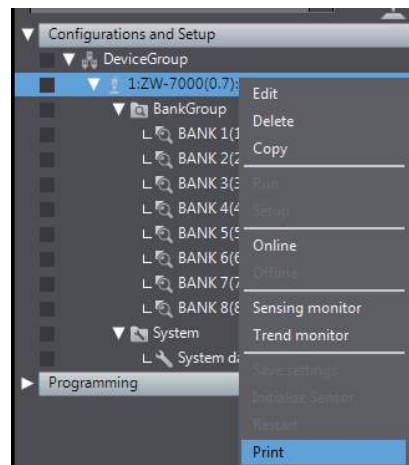 Configurations and Setup
DeviceGroup
1:ZW-7000(0.7):
BankGroup
BANK 1(1
BANK 2(2
BANK 3(3
BANK 4(4
BANK 5(5
BANK 6(6
BANK 7(7
BANK 8(8
System
System da
Programming
Edit
Delete
Copy
Run
Setup
Online
Offline
Sensing monitor
Trend monitor
Save settings
Initialize Sensor
Restart
Print